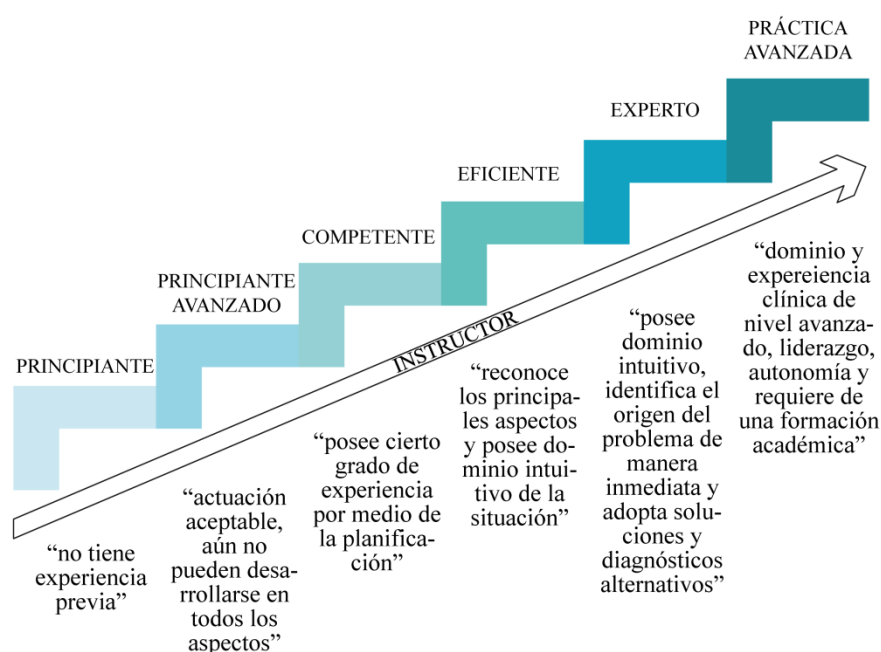 PRÁCTICA
AVANZADA
EXPERTO
EFICIENTE
COMPETENTE
PRINCIPIANTE
AVANZADO
PRINCIPIANTE
INSTRUCTOR
“no tiene
experiencia
previa”
“actuación
aceptable,
aún no
pueden desa-
rrollarse en
todos los
aspectos”
“posee cierto
grado de
experiencia
por medio de
la planifica-
ción”
“reconoce
los principa-
les aspectos
y posee do-
minio intui-
tivo de la
situación”
“posee
dominio
intuitivo,
identifica el
origen del
problema de
manera
inmediata y
adopta solu-
ciones y
diagnósticos
alternativos”
“dominio y
expereiencia
clínica de
nivel avanza-
do, liderazgo,
autonomía y
requiere de
una formación
académica”